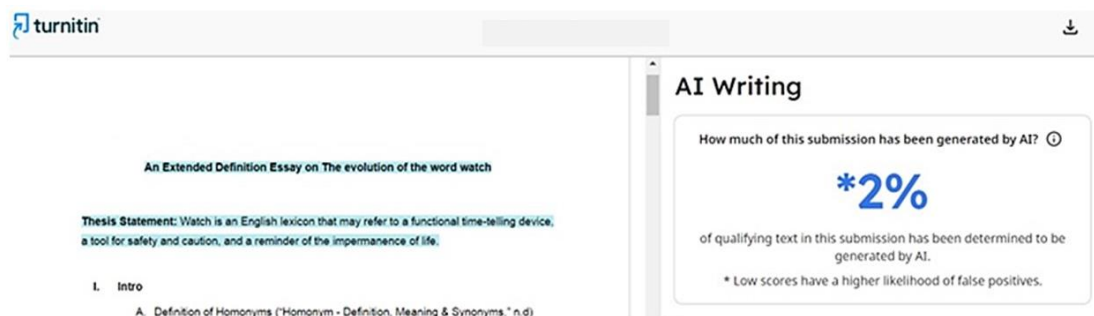 turnitin
An Extended Definition Essay on The evolution of the word watch
Thesis Statement: Watch is an English lexicon that may refer to a functional time-telling device,
a tool for safety and caution, and a reminder of the impermanence of life.
I. Intro
A. Definition of Homonyms ("Homonym - Definition, Meaning & Synonyms," n.d)
AI Writing
How much of this submission has been generated by AI?
*2%
of qualifying text in this submission has been determined to be
generated by AI.
* Low scores have a higher likelihood of false positives.